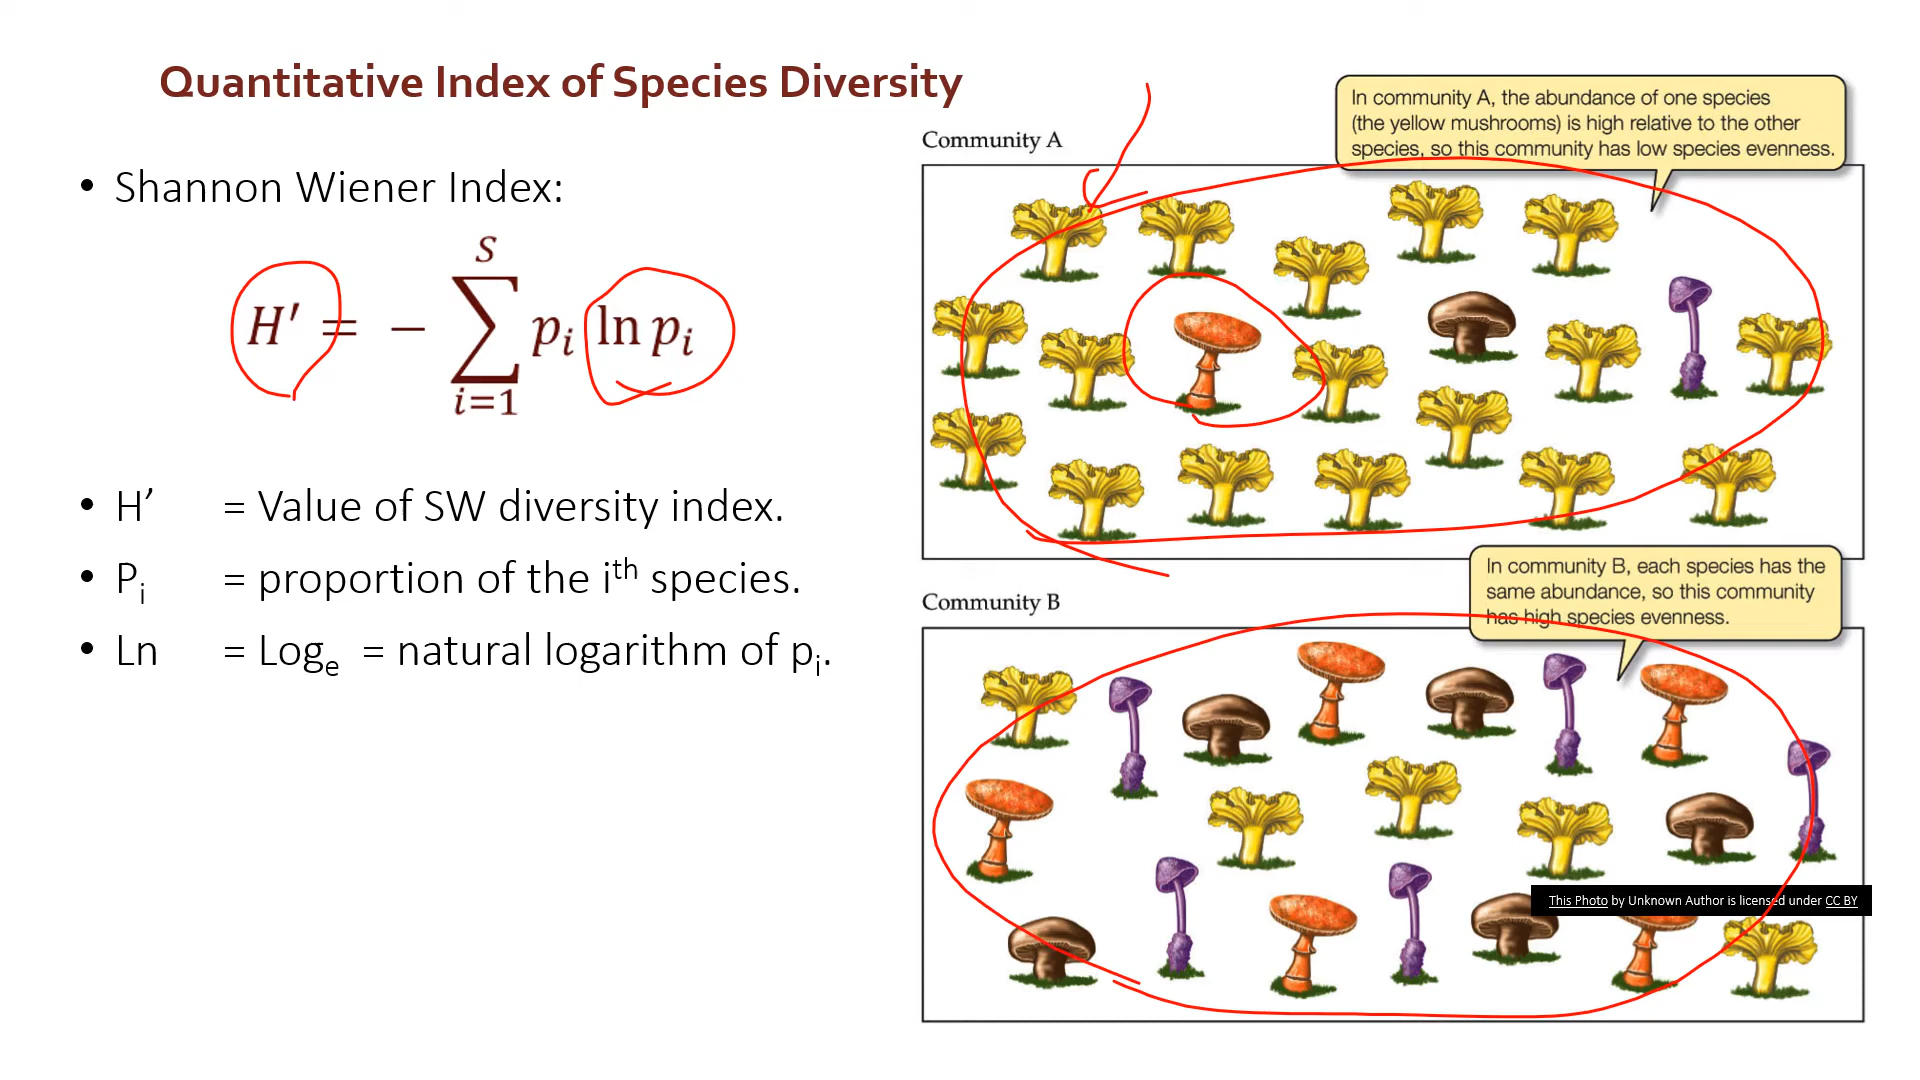 Quantitative Index of Species Diversity
• Shannon Wiener Index:
H′ = − ∑ᵢ₌₁ˢ pᵢ ln pᵢ
• H’ = Value of SW diversity index.
• Pᵢ = proportion of the iᵗʰ species.
• Ln = Logₑ = natural logarithm of pᵢ.
Community A
In community A, the abundance of one species
(the yellow mushrooms) is high relative to the other
species, so this community has low species evenness.
Community B
In community B, each species has the
same abundance, so this community
has high species evenness.
This Photo by Unknown Author is licensed under CC BY